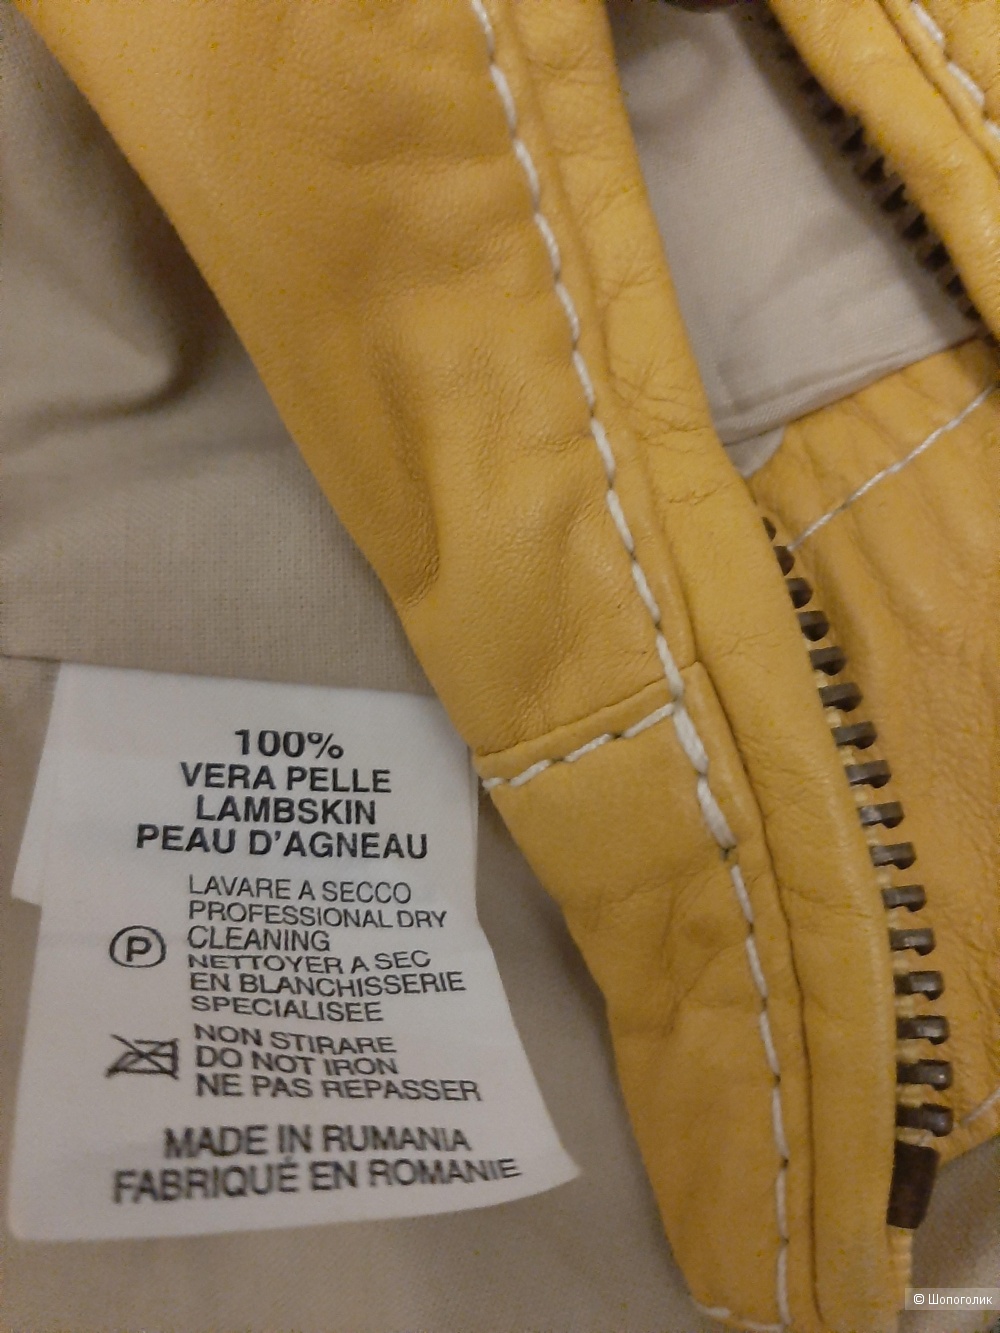 100%
VERA PELLE
LAMBSKIN
PEAU D'AGNEAU
LAVARE A SECCO
PROFESSIONAL DRY
CLEANING
NETTOYER A SEC
EN BLANCHISSERIE
SPECIALISEE
P
NON STIRARE
DO NOT IRON
NE PAS REPASSER
MADE IN RUMANIA
FABRIQUÉ EN ROMANIE
© Шопоголик